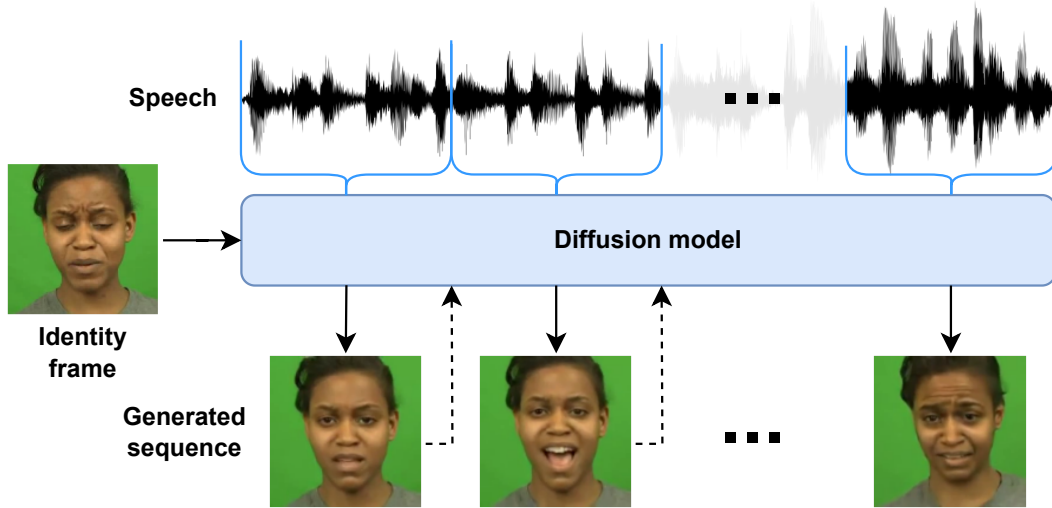 Speech
Diffusion model
Identity
frame
Generated
sequence